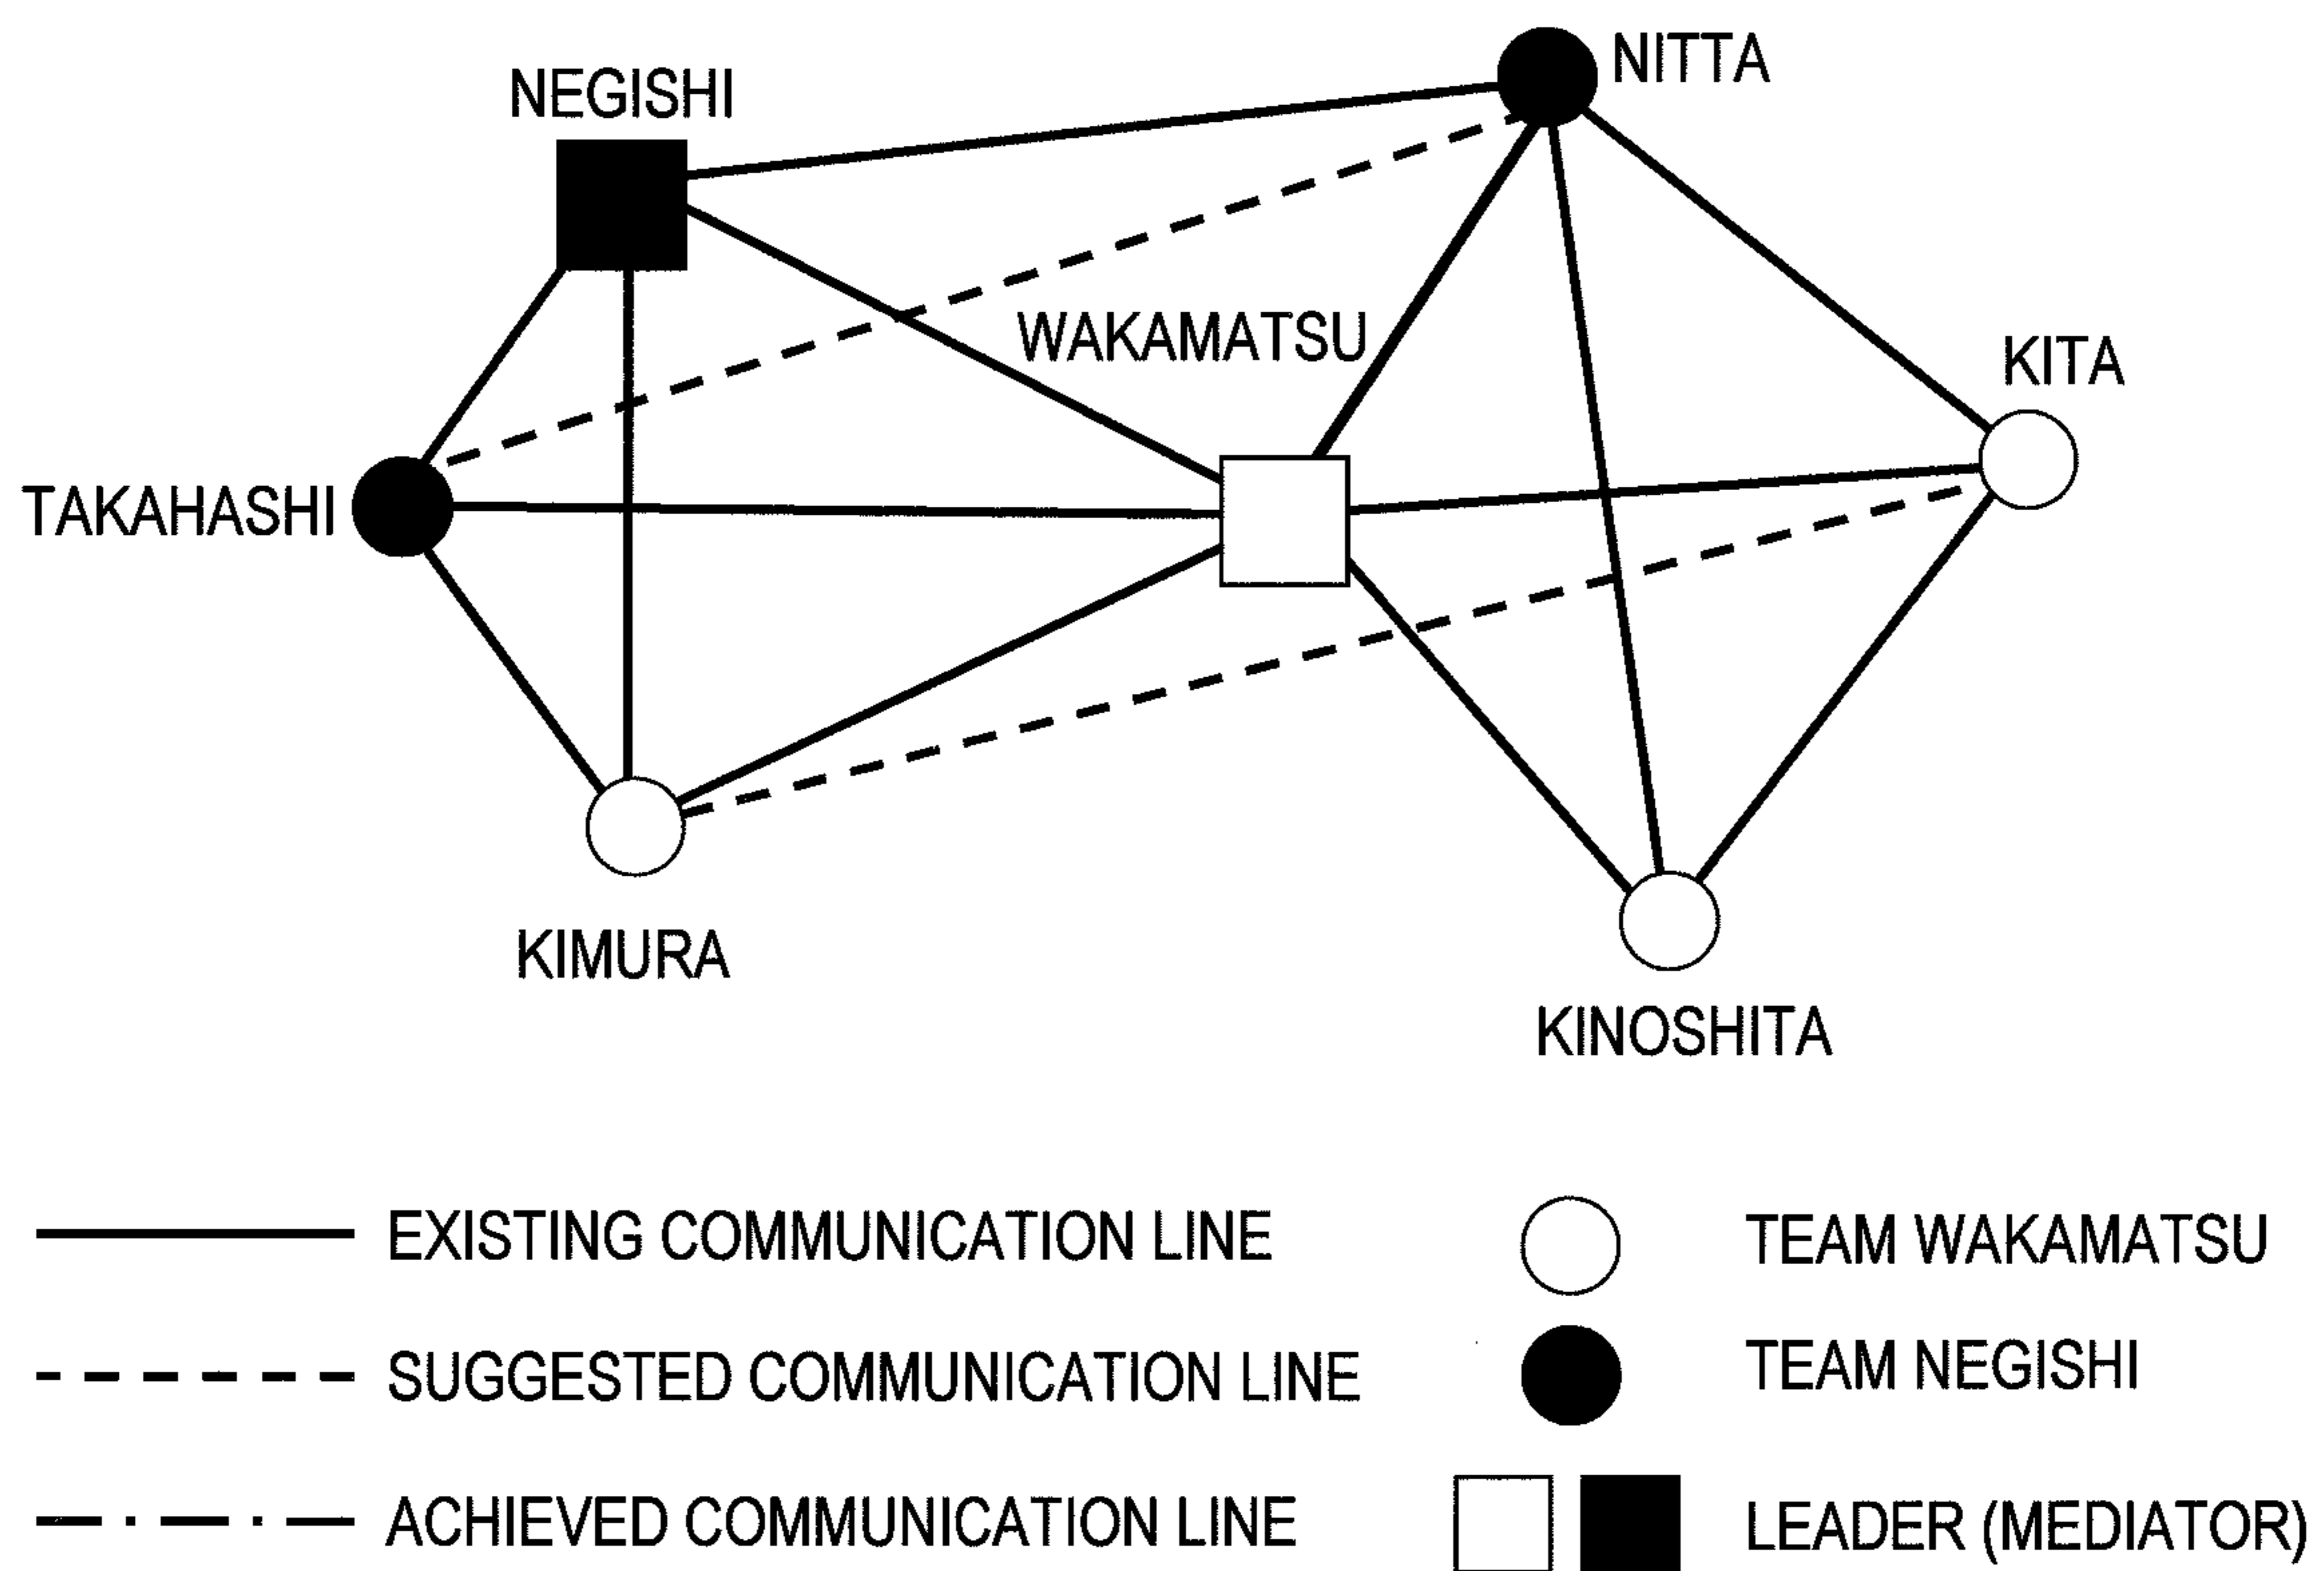 NITTA
NEGISHI
WAKAMATSU
KITA
TAKAHASHI
KIMURA
KINOSHITA
EXISTING COMMUNICATION LINE
TEAM WAKAMATSU
SUGGESTED COMMUNICATION LINE
TEAM NEGISHI
ACHIEVED COMMUNICATION LINE
LEADER (MEDIATOR)